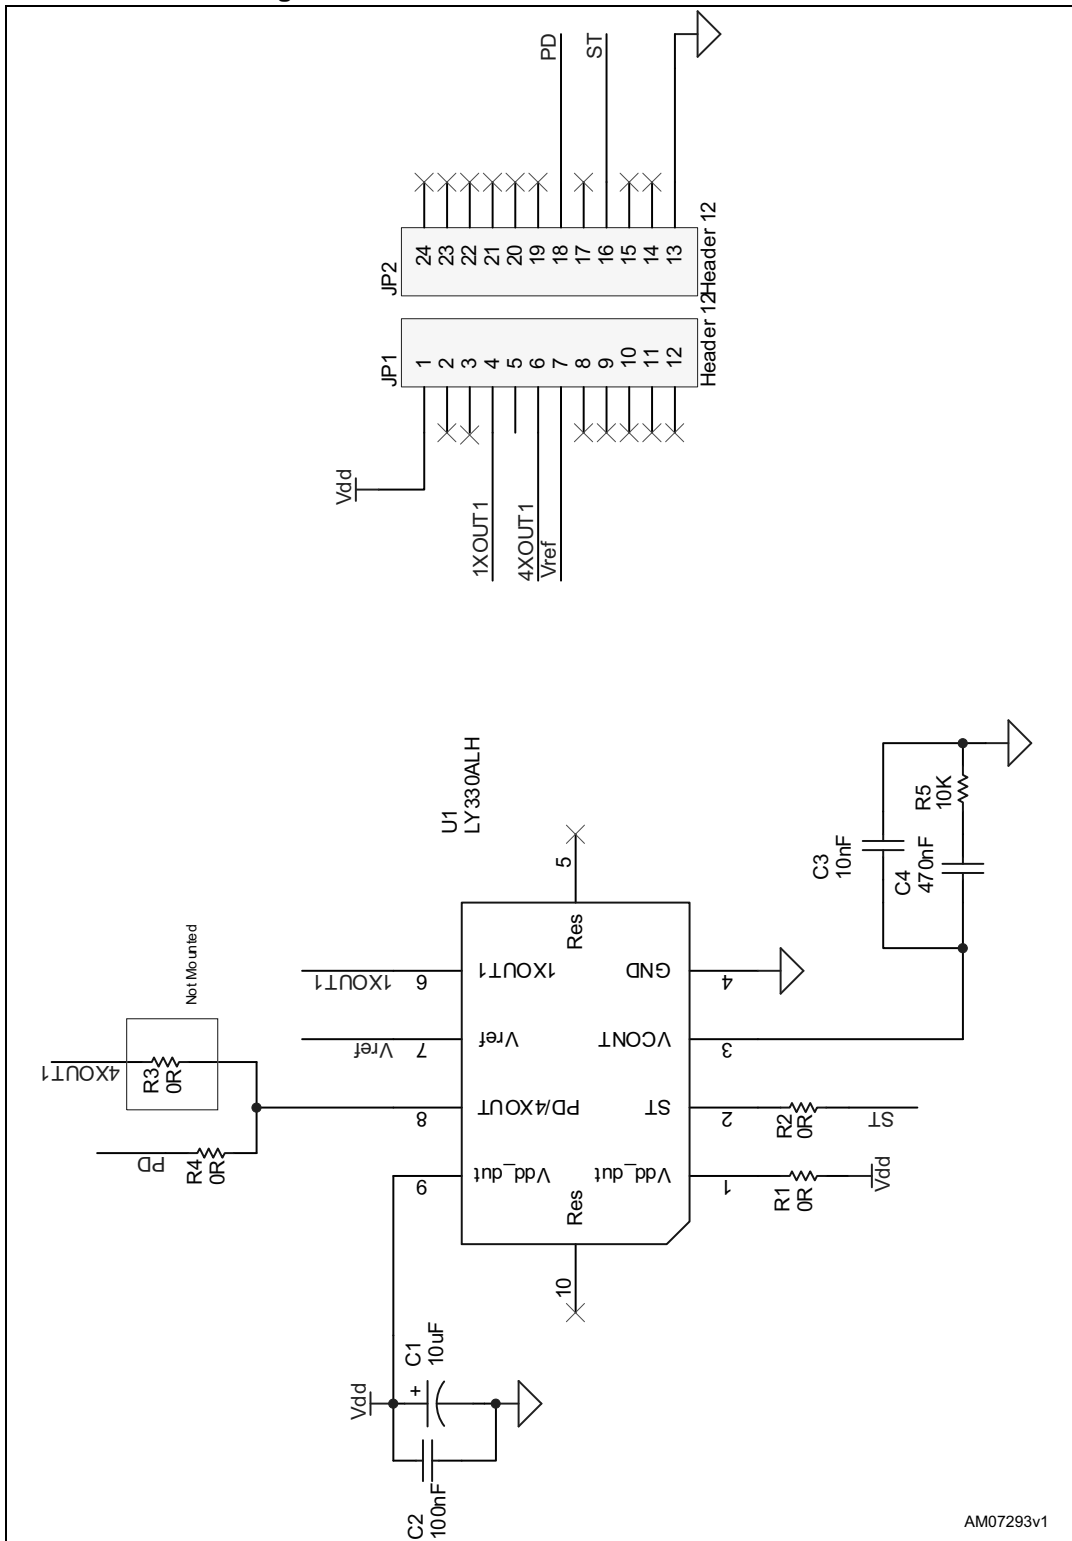 PD
ST
24
23
22
21
20
19
18
17
16
15
14
13
JP2
Header 12
JP1
1
2
3
4
5
6
7
8
9
10
11
12
Header 12
Vdd
1XOUT1
4XOUT1
Vref
U1
LY330ALH
5
Res
C3
10nF
C4
470nF
R5
10K
Not Mounted
4XOUT1
R3
0R
PD
R4
0R
1XOUT1
6
1XOUT1
Vref
7
Vref
8
PD/4XOUT
9
Vdd_dut
GND
4
VCONT
3
ST
2
R2
0R
ST
Vdd_dut
1
R1
0R
Vdd
Res
10
Vdd
+
C1
10uF
C2
100nF
AM07293v1